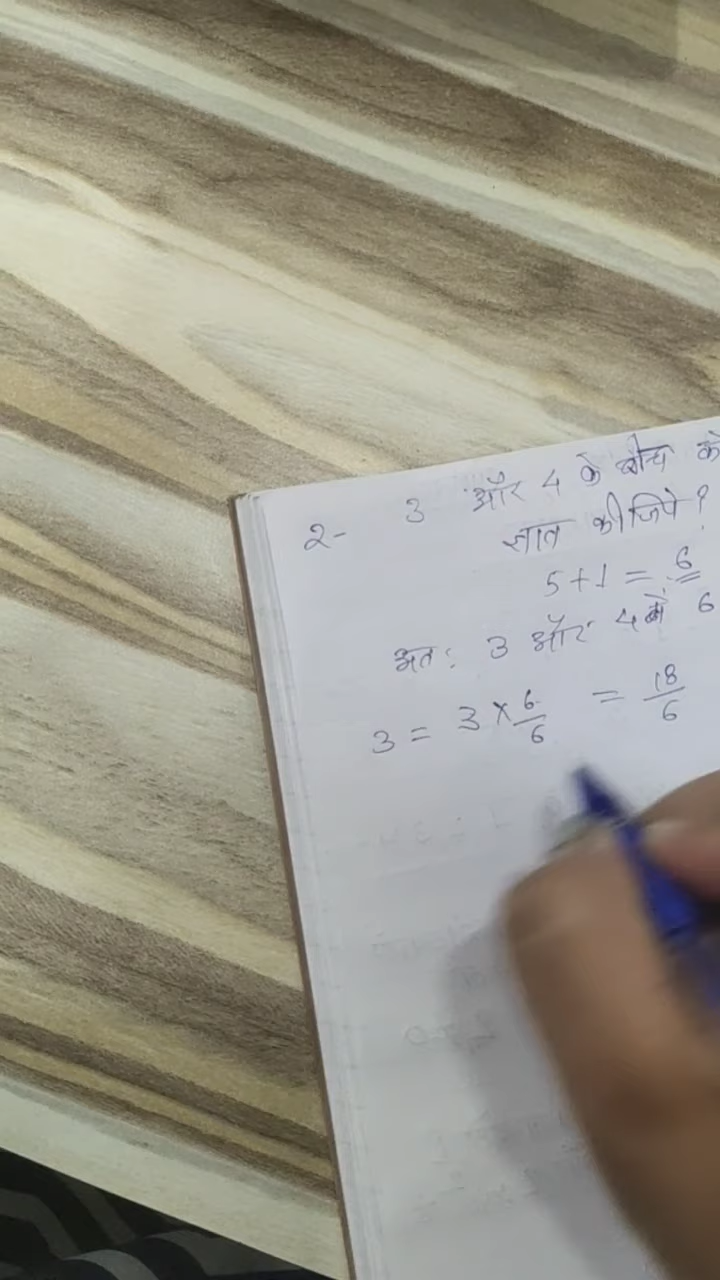 2- 3 और 4 के बीच
ज्ञात कीजिये?
5+1 = 6
अत: 3 और 4 में 6
3 = 3 × 6/6 = 18/6